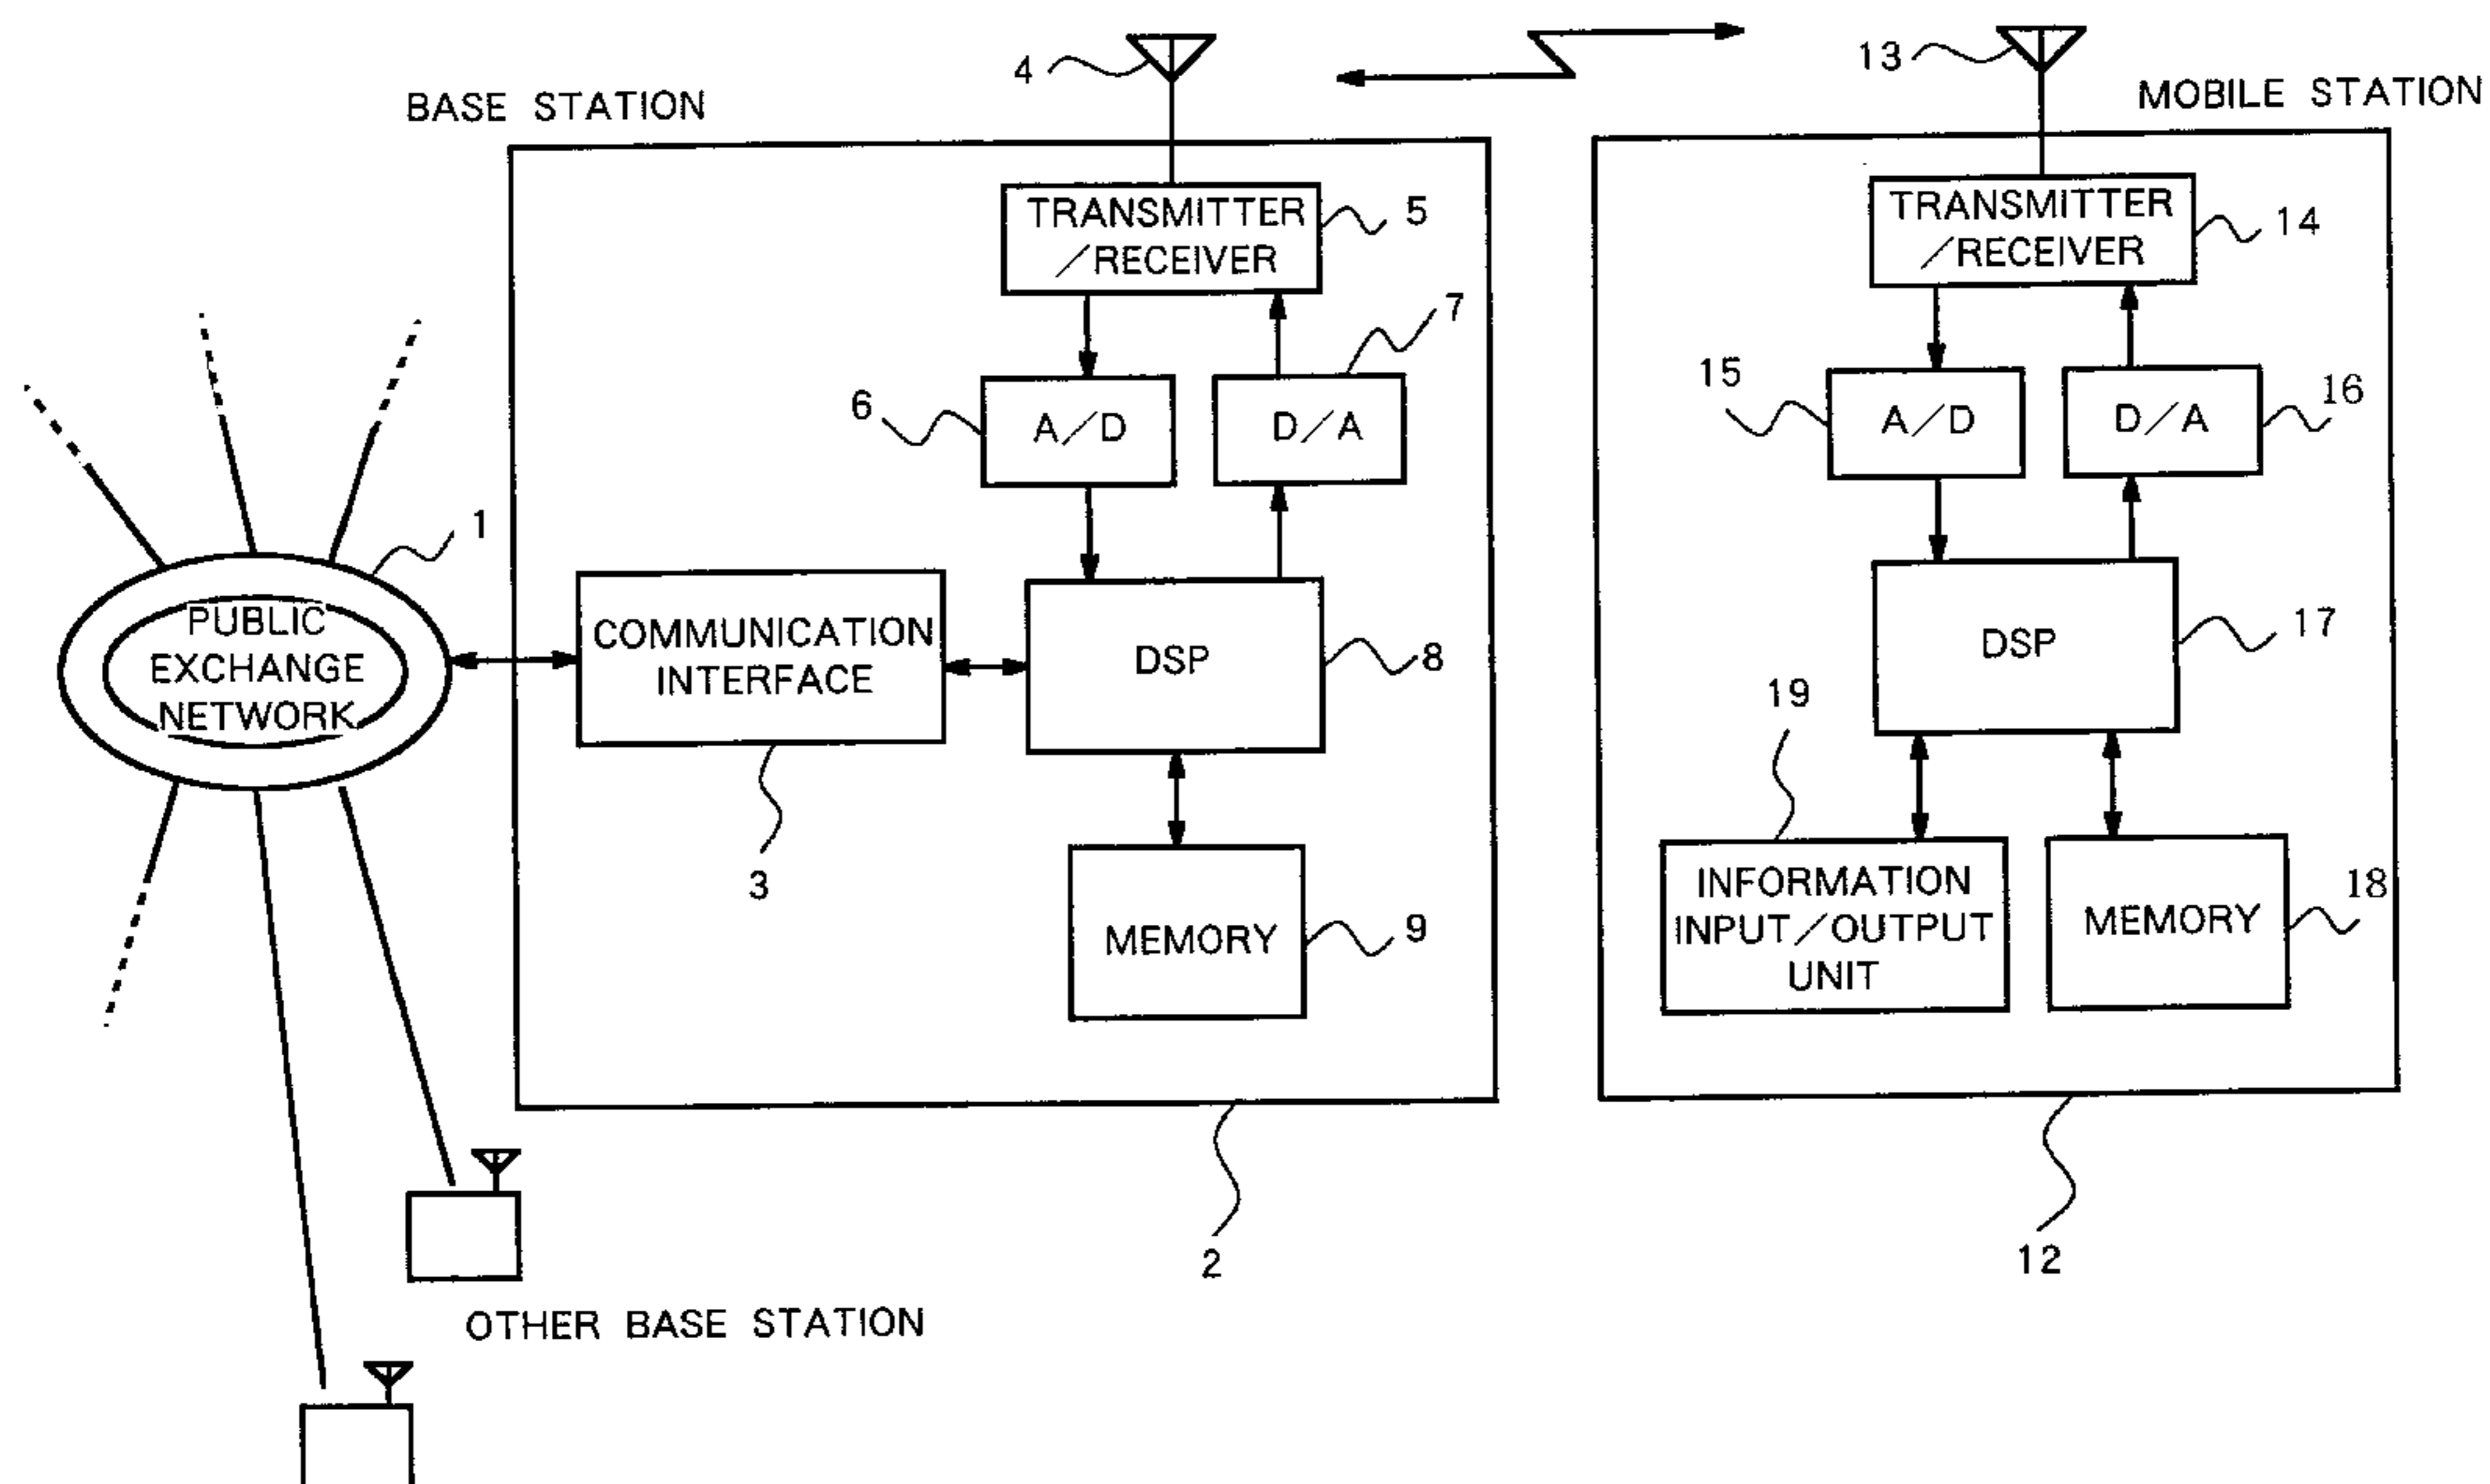 4
13
BASE STATION
MOBILE STATION
TRANSMITTER
/RECEIVER
5
TRANSMITTER
/RECEIVER
14
7
6
A/D
D/A
15
A/D
D/A
16
1
PUBLIC
EXCHANGE
NETWORK
COMMUNICATION
INTERFACE
DSP
8
DSP
17
19
3
MEMORY
9
INFORMATION
INPUT/OUTPUT
UNIT
MEMORY
18
2
12
OTHER BASE STATION